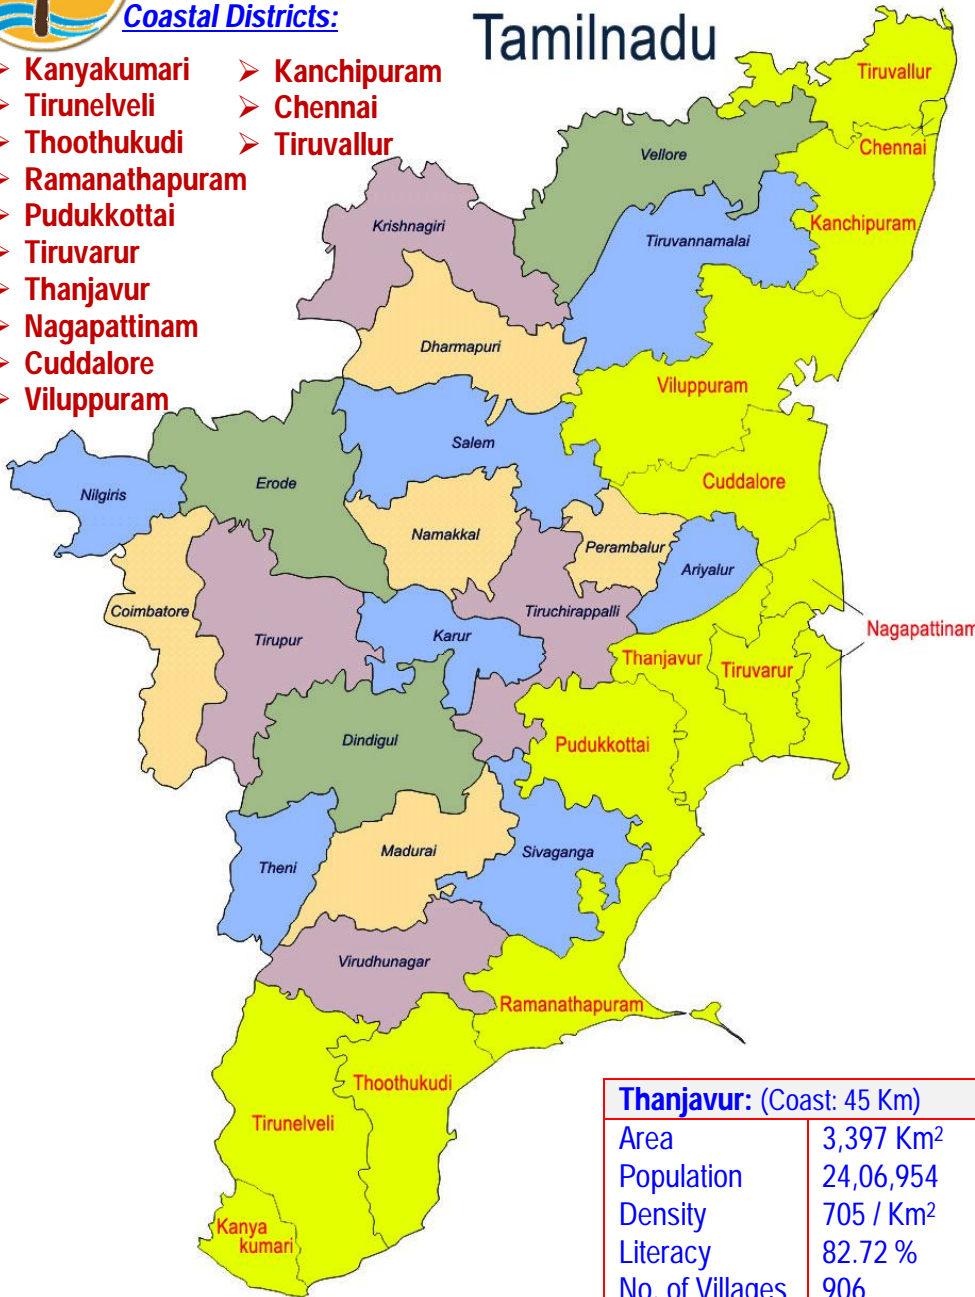 Coastal Districts:
Tamilnadu
➢ Kanyakumari
➢ Tirunelveli
➢ Thoothukudi
➢ Ramanathapuram
➢ Pudukkottai
➢ Tiruvarur
➢ Thanjavur
➢ Nagapattinam
➢ Cuddalore
➢ Viluppuram
➢ Kanchipuram
➢ Chennai
➢ Tiruvallur
Tiruvallur
Chennai
Vellore
Kanchipuram
Krishnagiri
Tiruvannamalai
Dharmapuri
Viluppuram
Salem
Cuddalore
Erode
Nilgiris
Namakkal
Perambalur
Ariyalur
Coimbatore
Tiruchirappalli
Nagapattinam
Tirupur
Karur
Thanjavur
Tiruvarur
Dindigul
Pudukkottai
Madurai
Sivaganga
Theni
Virudhunagar
Ramanathapuram
Thoothukudi
Tirunelveli
Kanya
kumari
Thanjavur: (Coast: 45 Km)
Area 3,397 Km²
Population 24,06,954
Density 705 / Km²
Literacy 82.72 %
No. of Villages 906